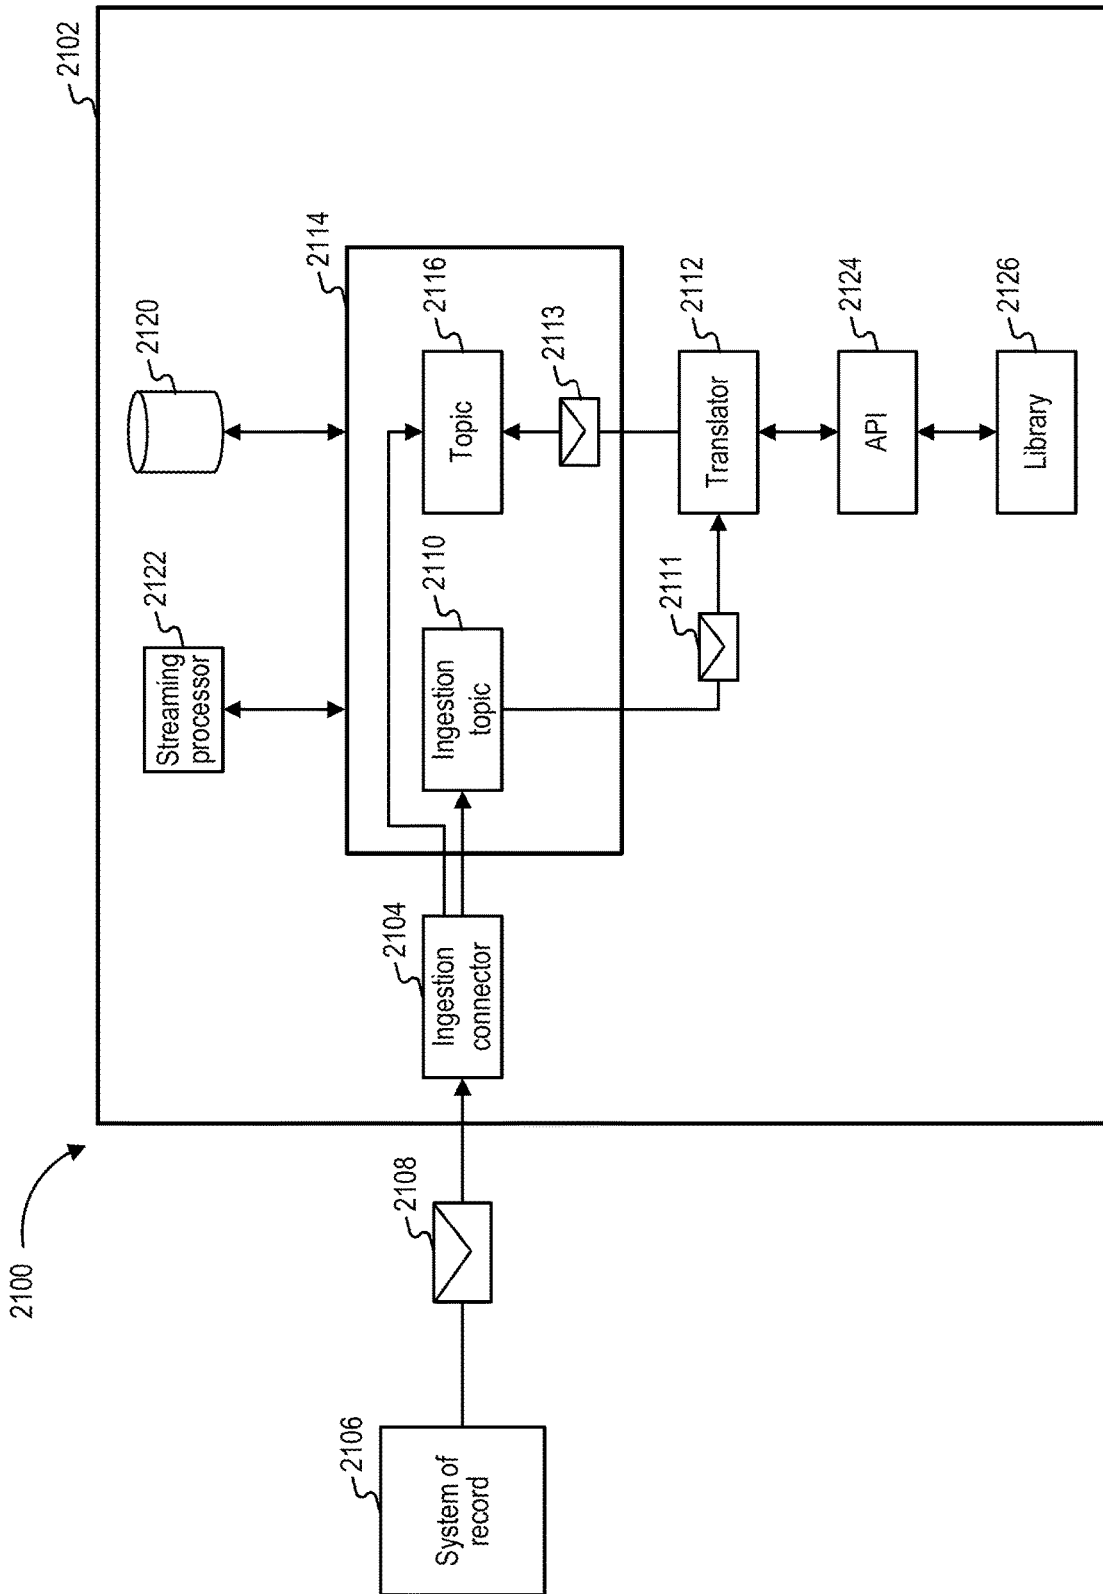 2100
2102
2120
2122
Streaming
processor
2114
2104
Ingestion
connector
2110
Ingestion
topic
2116
Topic
2113
2108
2106
System of
record
2111
2112
Translator
2124
API
2126
Library